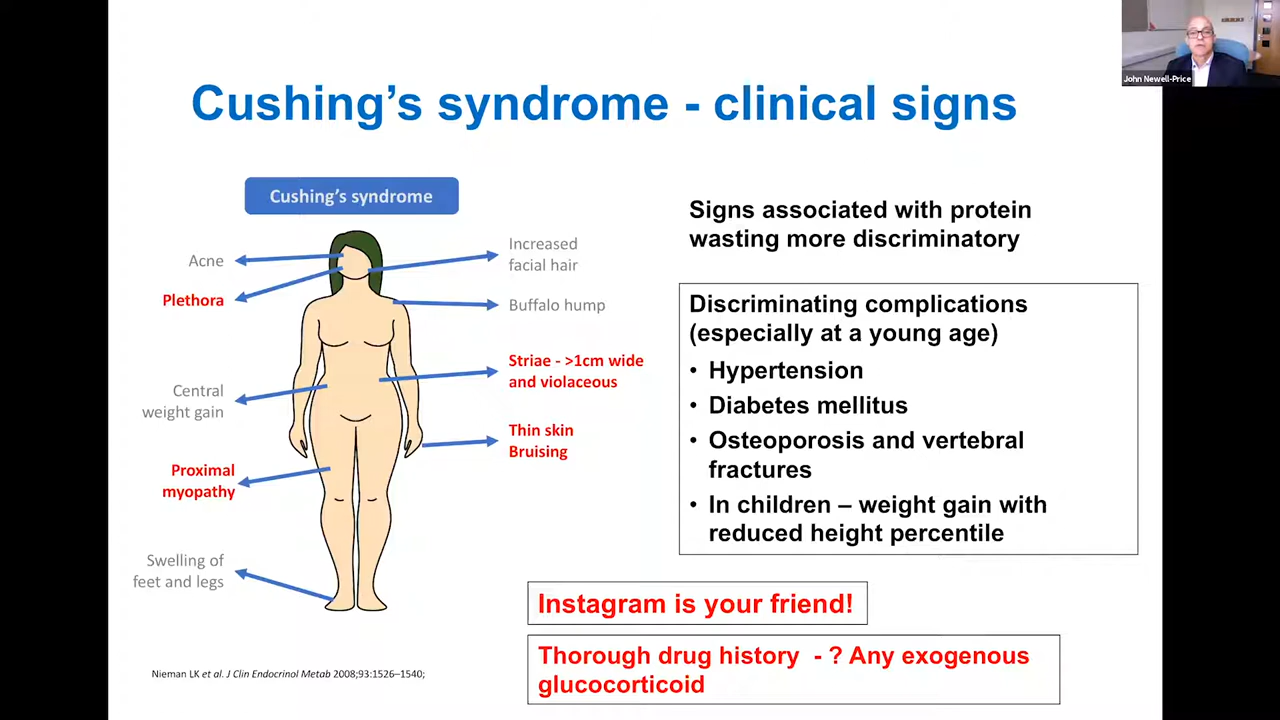 John Newell-Price
Cushing's syndrome - clinical signs
Cushing's syndrome
Acne
Plethora
Central
weight gain
Proximal
myopathy
Swelling of
feet and legs
Increased
facial hair
Buffalo hump
Striae - >1cm wide
and violaceous
Thin skin
Bruising
Signs associated with protein
wasting more discriminatory
Discriminating complications
(especially at a young age)
• Hypertension
• Diabetes mellitus
• Osteoporosis and vertebral
fractures
• In children – weight gain with
reduced height percentile
Instagram is your friend!
Thorough drug history - ? Any exogenous
glucocorticoid
Nieman LK et al. J Clin Endocrinol Metab 2008;93:1526–1540;